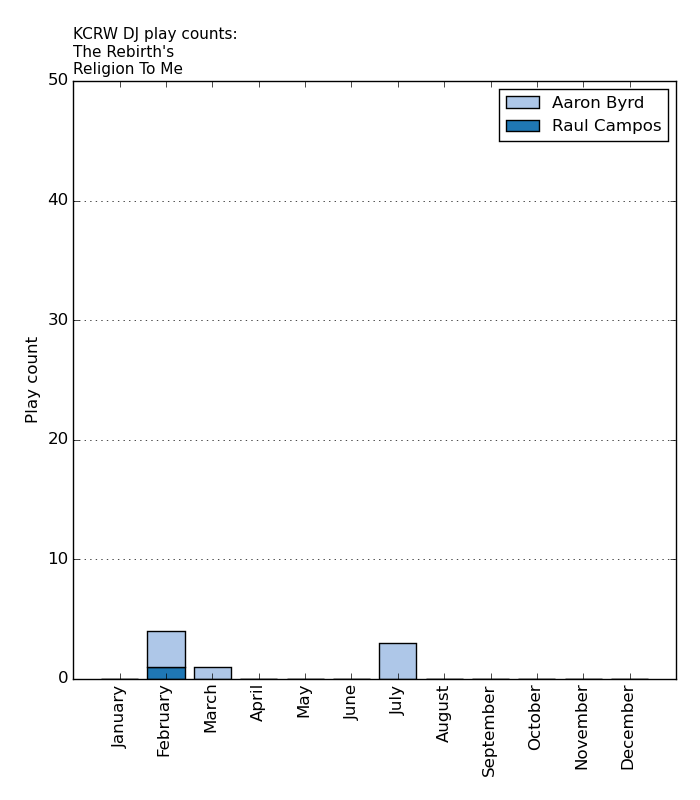 KCRW DJ play counts:
The Rebirth's
Religion To Me
Aaron Byrd
Raul Campos
Play count
50
40
30
20
10
0
January
February
March
April
May
June
July
August
September
October
November
December